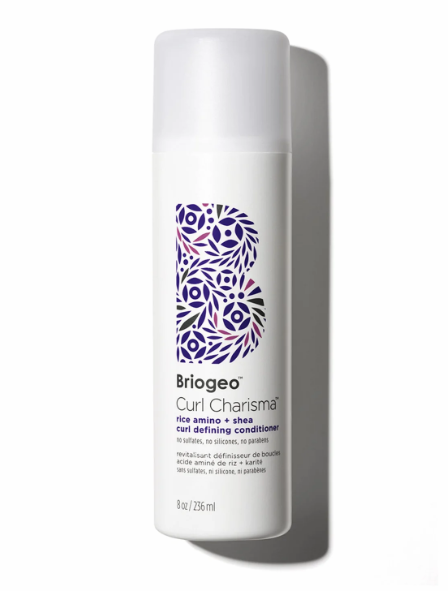 Briogeo™
Curl Charisma™
rice amino + shea
curl defining conditioner
no sulfates, no silicones, no parabens
revitalisant définisseur de boucles
acide aminé de riz + karité
sans sulfates, ni silicone, ni parabènes
8 oz / 236 ml